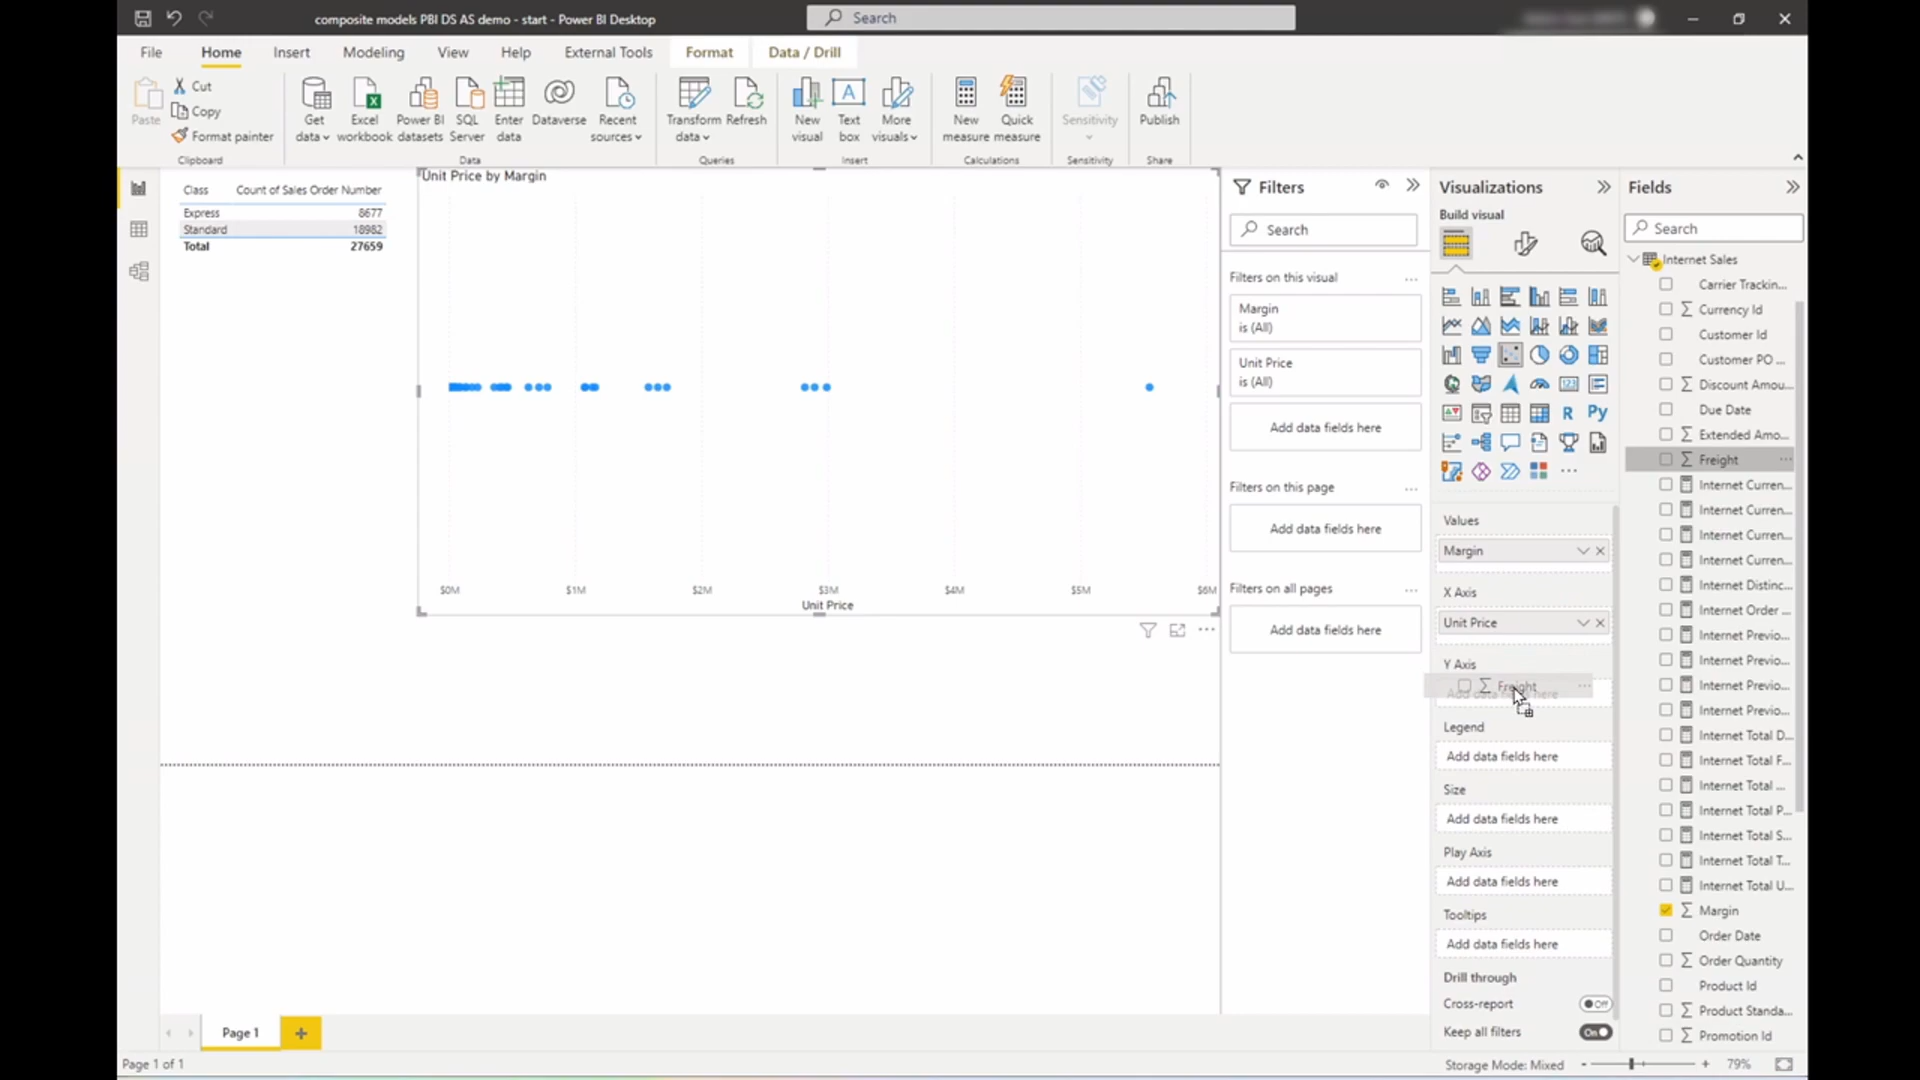 composite models PBI DS AS demo - start - Power BI Desktop
Search
File
Home
Insert
Modeling
View
Help
External Tools
Format
Data / Drill
Paste
Cut
Copy
Format painter
Clipboard
Get data
Excel workbook
Power BI datasets
SQL Server
Enter data
Dataverse
Recent sources
Data
Transform data
Refresh
Queries
New visual
Text box
More visuals
Insert
New measure
Quick measure
Calculations
Sensitivity
Sensitivity
Publish
Share
Class Count of Sales Order Number
Express 8677
Standard 18982
Total 27659
Unit Price by Margin
$0M $1M $2M $3M $4M $5M $6M
Unit Price
Filters
Search
Filters on this visual
Margin
is (All)
Unit Price
is (All)
Add data fields here
Filters on this page
Add data fields here
Filters on all pages
Add data fields here
Visualizations
Build visual
R
Py
123
Values
Margin
X Axis
Unit Price
Y Axis
Freight
Add data fields here
Legend
Add data fields here
Size
Add data fields here
Play Axis
Add data fields here
Tooltips
Add data fields here
Drill through
Cross-report
Off
Keep all filters
On
Fields
Search
Internet Sales
Carrier Trackin...
Currency Id
Customer Id
Customer PO ...
Discount Amou...
Due Date
Extended Amo...
Freight
Internet Curren...
Internet Curren...
Internet Curren...
Internet Curren...
Internet Distinc...
Internet Order ...
Internet Previo...
Internet Previo...
Internet Previo...
Internet Previo...
Internet Total D...
Internet Total F...
Internet Total ...
Internet Total P...
Internet Total S...
Internet Total T...
Internet Total U...
Margin
Order Date
Order Quantity
Product Id
Product Standa...
Promotion Id
Page 1
Page 1 of 1
Storage Mode: Mixed
79%